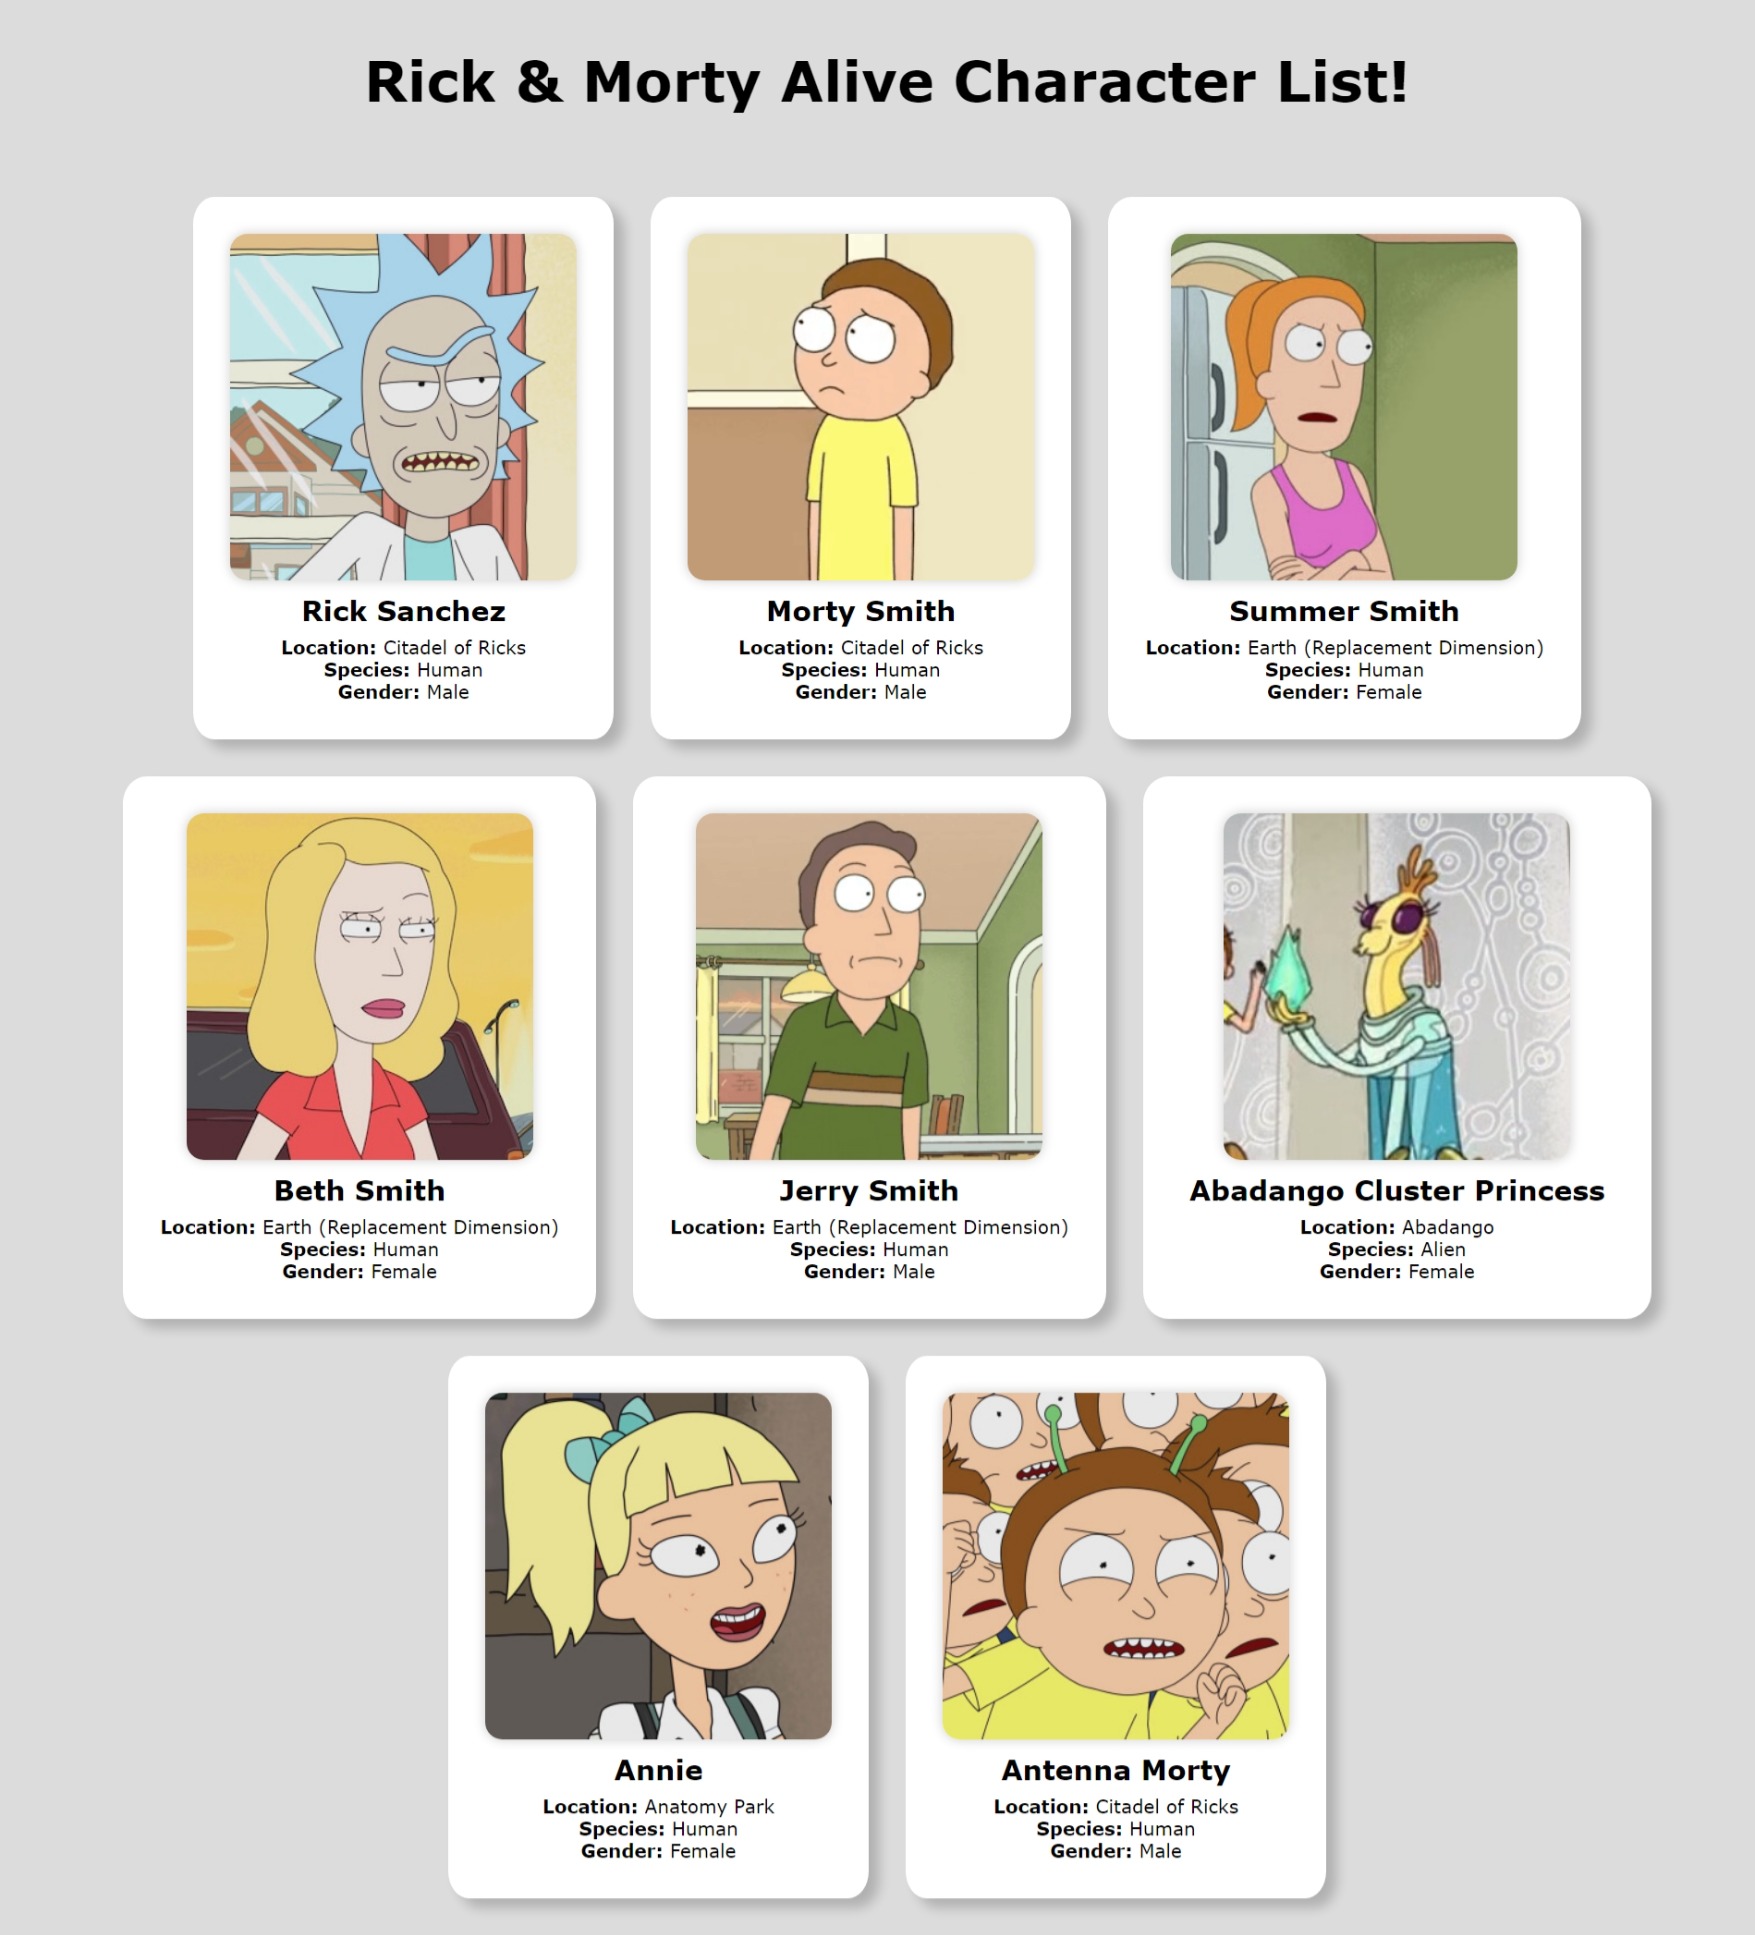 Rick & Morty Alive Character List!
Rick Sanchez
Location: Citadel of Ricks
Species: Human
Gender: Male
Morty Smith
Location: Citadel of Ricks
Species: Human
Gender: Male
Summer Smith
Location: Earth (Replacement Dimension)
Species: Human
Gender: Female
Beth Smith
Location: Earth (Replacement Dimension)
Species: Human
Gender: Female
Jerry Smith
Location: Earth (Replacement Dimension)
Species: Human
Gender: Male
Abadango Cluster Princess
Location: Abadango
Species: Alien
Gender: Female
Annie
Location: Anatomy Park
Species: Human
Gender: Female
Antenna Morty
Location: Citadel of Ricks
Species: Human
Gender: Male